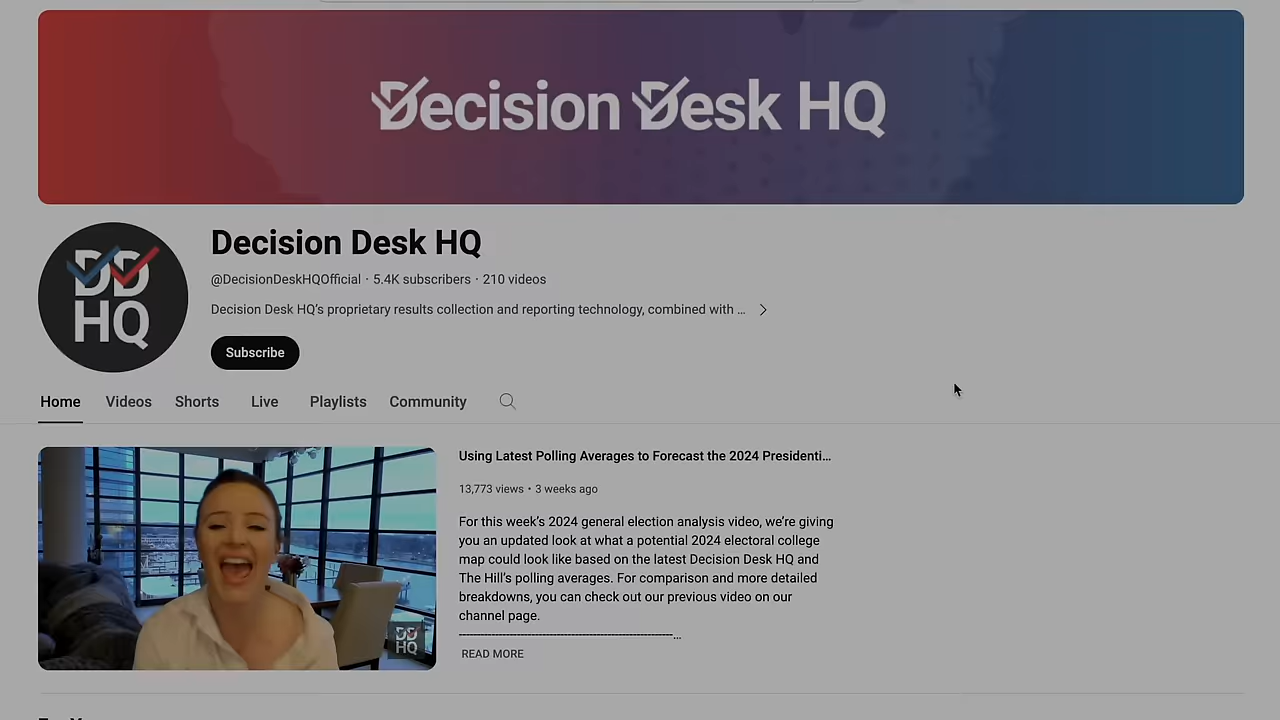 Decision Desk HQ
DD
HQ
Decision Desk HQ
@DecisionDeskHQOfficial · 5.4K subscribers · 210 videos
Decision Desk HQ's proprietary results collection and reporting technology, combined with ...
Subscribe
Home Videos Shorts Live Playlists Community
Using Latest Polling Averages to Forecast the 2024 Presidenti...
13,773 views • 3 weeks ago
For this week's 2024 general election analysis video, we're giving
you an updated look at what a potential 2024 electoral college
map could look like based on the latest Decision Desk HQ and
The Hill's polling averages. For comparison and more detailed
breakdowns, you can check out our previous video on our
channel page.
-----------------------------------------------------------------...
READ MORE
DD
HQ